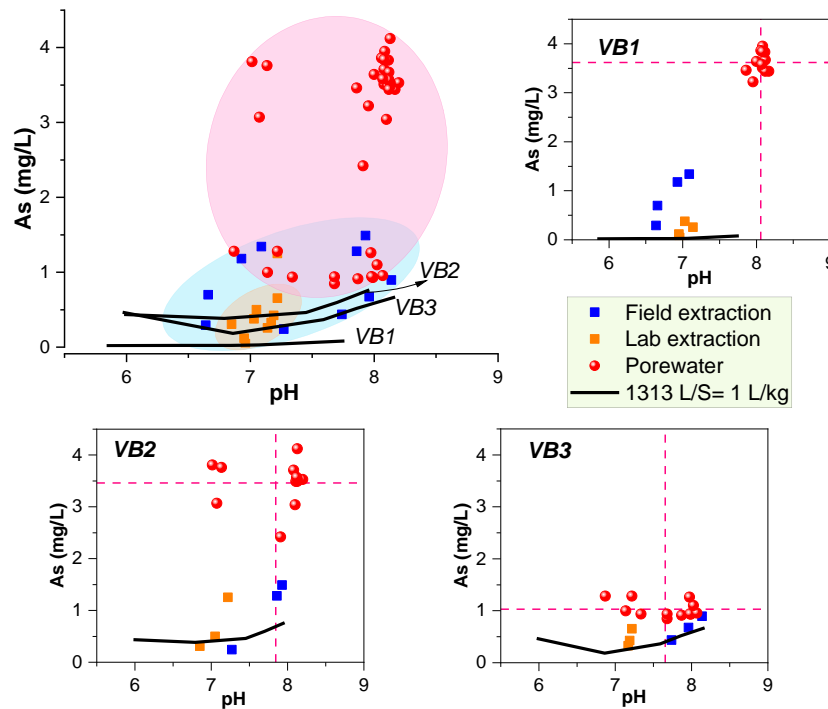 4
3
2
1
0
As (mg/L)
6
7
8
9
pH
VB2
VB3
VB1
VB1
4
3
2
1
0
As (mg/L)
6
7
8
9
pH
Field extraction
Lab extraction
Porewater
1313 L/S= 1 L/kg
VB2
5
4
3
2
1
0
As (mg/L)
6
7
8
9
pH
VB3
5
4
3
2
1
0
As (mg/L)
6
7
8
9
pH